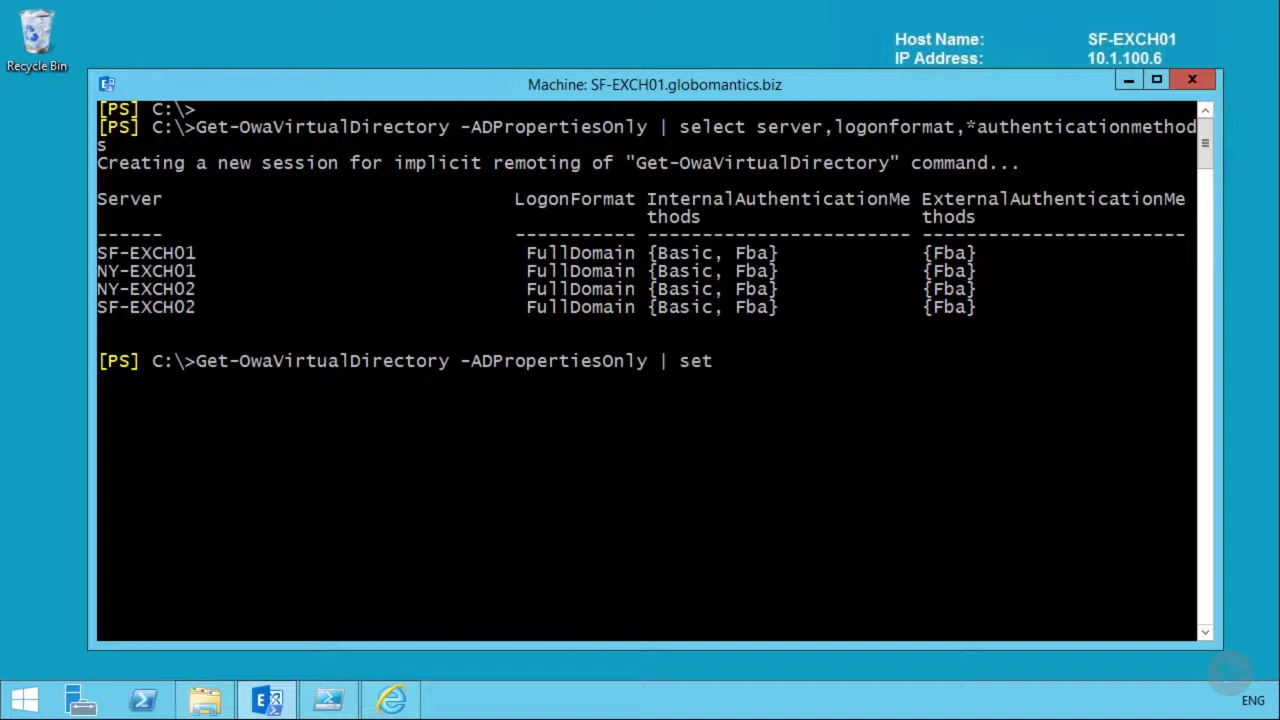 Recycle Bin
Host Name: SF-EXCH01
IP Address: 10.1.100.6
Machine: SF-EXCH01.globomantics.biz
[PS] C:\>
[PS] C:\>Get-OwaVirtualDirectory -ADPropertiesOnly | select server,logonformat,*authenticationmethod
s
Creating a new session for implicit remoting of "Get-OwaVirtualDirectory" command...
Server LogonFormat InternalAuthenticationMe ExternalAuthenticationMe
thods thods
------ ----------- ------------------------ ------------------------
SF-EXCH01 FullDomain {Basic, Fba} {Fba}
NY-EXCH01 FullDomain {Basic, Fba} {Fba}
NY-EXCH02 FullDomain {Basic, Fba} {Fba}
SF-EXCH02 FullDomain {Basic, Fba} {Fba}
[PS] C:\>Get-OwaVirtualDirectory -ADPropertiesOnly | set
ENG